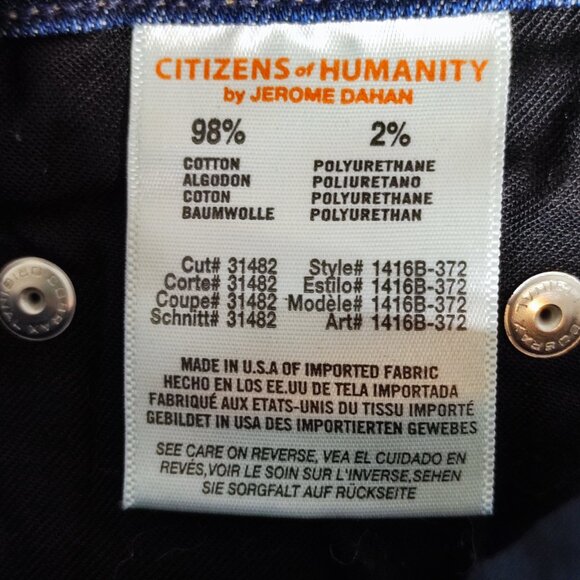 CITIZENS of HUMANITY
by JEROME DAHAN
98% 2%
COTTON POLYURETHANE
ALGODON POLIURETANO
COTON POLYURETHANE
BAUMWOLLE POLYURETHAN
Cut# 31482 Style# 1416B-372
Corte# 31482 Estilo# 1416B-372
Coupe# 31482 Modèle# 1416B-372
Schnitt# 31482 Art# 1416B-372
MADE IN U.S.A OF IMPORTED FABRIC
HECHO EN LOS EE.UU DE TELA IMPORTADA
FABRIQUÉ AUX ETATS-UNIS DU TISSU IMPORTÉ
GEBILDET IN USA DES IMPORTIERTEN GEWEBES
SEE CARE ON REVERSE, VEA EL CUIDADO EN
REVÉS,VOIR LE SOIN SUR L'INVERSE,SEHEN
SIE SORGFALT AUF RÜCKSEITE